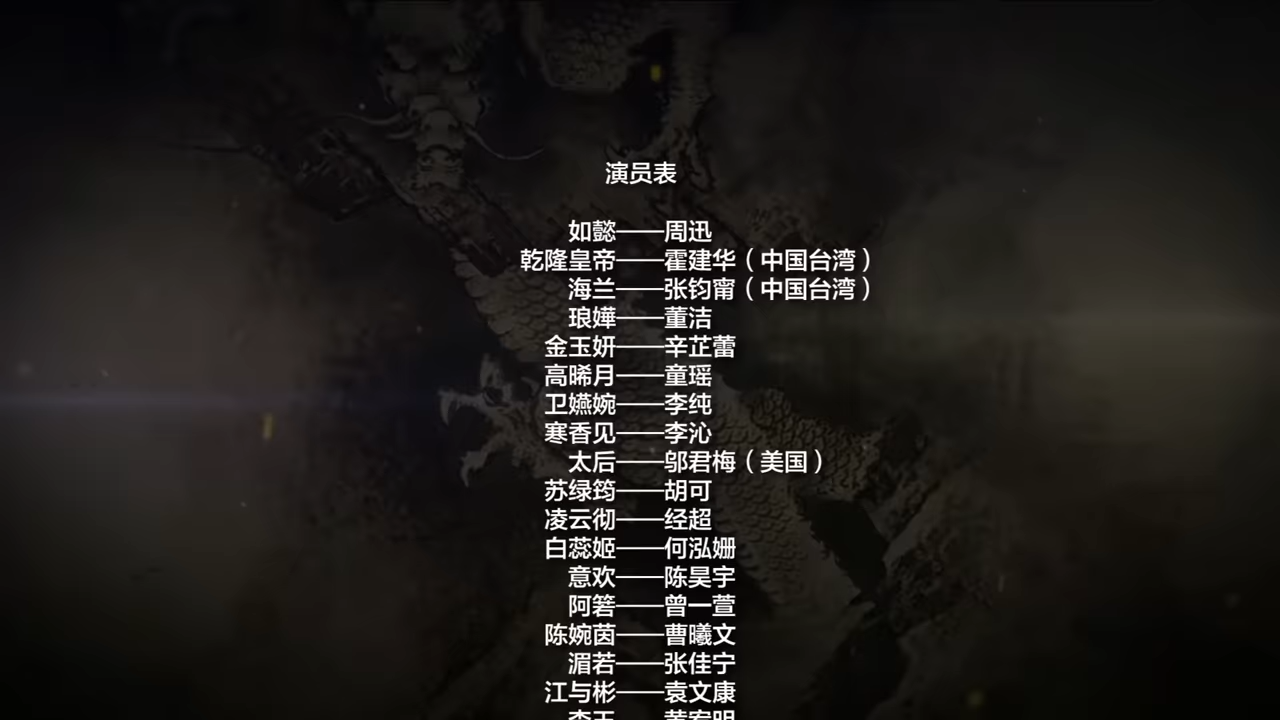 演员表
如懿——周迅
乾隆皇帝——霍建华（中国台湾）
海兰——张钧甯（中国台湾）
琅嬅——董洁
金玉妍——辛芷蕾
高晞月——童瑶
卫嬿婉——李纯
寒香见——李沁
太后——邬君梅（美国）
苏绿筠——胡可
凌云彻——经超
白蕊姬——何泓姗
意欢——陈昊宇
阿箬——曾一萱
陈婉茵——曹曦文
湄若——张佳宁
江与彬——袁文康